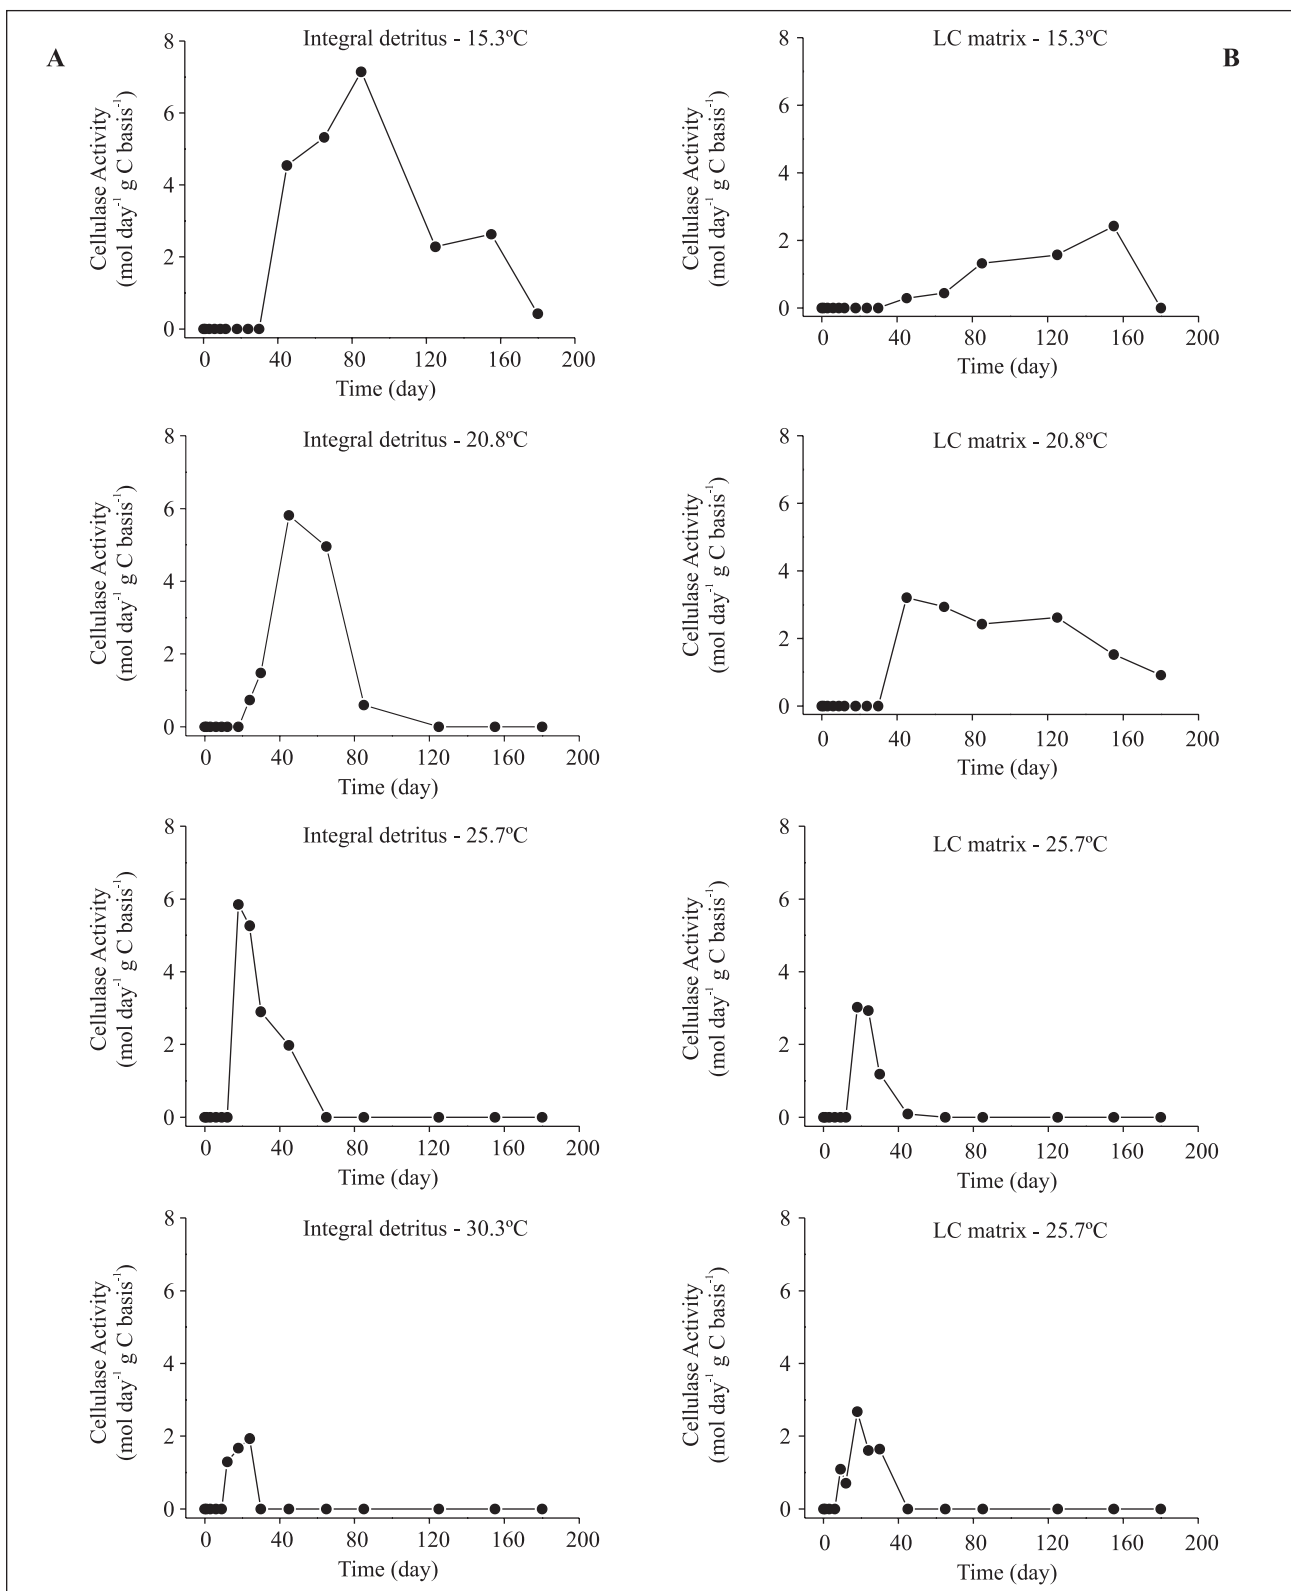 A
B
Integral detritus - 15.3ºC
8
6
4
2
0
Cellulase Activity
(mol day⁻¹ g C basis⁻¹)
0 40 80 120 160 200
Time (day)
LC matrix - 15.3ºC
8
6
4
2
0
Cellulase Activity
(mol day⁻¹ g C basis⁻¹)
0 40 80 120 160 200
Time (day)
Integral detritus - 20.8ºC
8
6
4
2
0
Cellulase Activity
(mol day⁻¹ g C basis⁻¹)
0 40 80 120 160 200
Time (day)
LC matrix - 20.8ºC
8
6
4
2
0
Cellulase Activity
(mol day⁻¹ g C basis⁻¹)
0 40 80 120 160 200
Time (day)
Integral detritus - 25.7ºC
8
6
4
2
0
Cellulase Activity
(mol day⁻¹ g C basis⁻¹)
0 40 80 120 160 200
Time (day)
LC matrix - 25.7ºC
8
6
4
2
0
Cellulase Activity
(mol day⁻¹ g C basis⁻¹)
0 40 80 120 160 200
Time (day)
Integral detritus - 30.3ºC
8
6
4
2
0
Cellulase Activity
(mol day⁻¹ g C basis⁻¹)
0 40 80 120 160 200
Time (day)
LC matrix - 25.7ºC
8
6
4
2
0
Cellulase Activity
(mol day⁻¹ g C basis⁻¹)
0 40 80 120 160 200
Time (day)